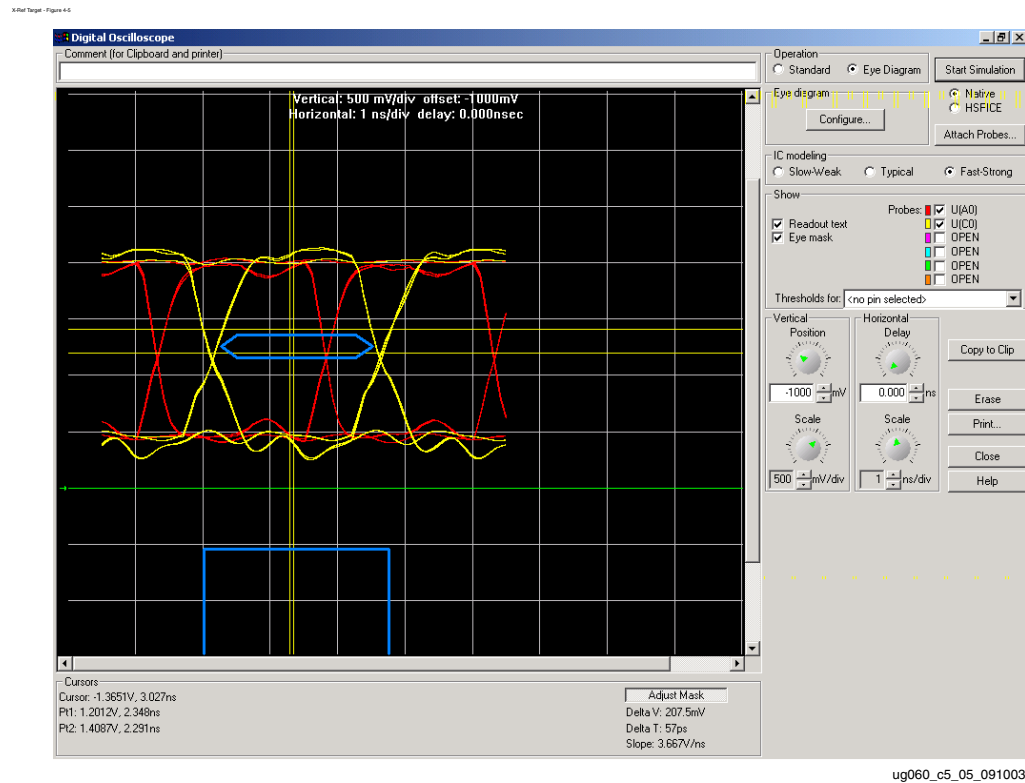 X-Ref Target - Figure 4-5
Digital Oscilloscope
Comment (for Clipboard and printer)
Vertical: 500 mV/div offset: -1000mV
Horizontal: 1 ns/div delay: 0.000nsec
Operation
Standard
Eye Diagram
Start Simulation
Eye diagram
Configure...
Native
HSPICE
Attach Probes...
IC modeling
Slow-Weak
Typical
Fast-Strong
Show
Probes:
Readout text
Eye mask
U(A0)
U(C0)
OPEN
OPEN
OPEN
OPEN
Thresholds for: <no pin selected>
Vertical
Position
-1000 mV
Scale
500 mV/div
Horizontal
Delay
0.000 ns
Scale
1 ns/div
Copy to Clip
Erase
Print...
Close
Help
Cursors
Cursor: -1.3651V, 3.027ns
Pt1: 1.2012V, 2.348ns
Pt2: 1.4087V, 2.291ns
Adjust Mask
Delta V: 207.5mV
Delta T: 57ps
Slope: 3.667V/ns
ug060_c5_05_091003